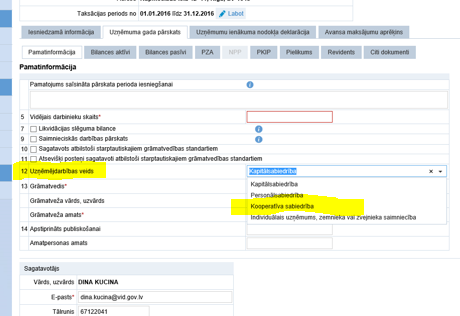 Taksācijas periods no 01.01.2016 līdz 31.12.2016 Labot
Iesniedzamā informācija Uzņēmuma gada pārskats Uzņēmumu ienākuma nodokļa deklarācija Avansa maksājumu aprēķins
Pamatinformācija Bilances aktīvi Bilances pasīvi PZA NPP PKIP Pielikums Revidents Citi dokumenti
Pamatinformācija
Pamatojums saīsināta pārskata perioda iesniegšanai
5 Vidējais darbinieku skaits*
7 Likvidācijas slēguma bilance
9 Saimnieciskās darbības pārskats
10 Sagatavots atbilstoši starptautiskajiem grāmatvedības standartiem
11 Atsevišķi posteņi sagatavoti atbilstoši starptautiskajiem grāmatvedības standartiem
12 Uzņēmējdarbības veids Kapitālsabiedrība
Kapitālsabiedrība
13 Grāmatvedis* Personālsabiedrība
Grāmatveža vārds, uzvārds Kooperatīvā sabiedrība
Grāmatveža amats* Individuālais uzņēmums, zemnieka vai zvejnieka saimniecība
14 Apstiprināts publiskošanai
Amatpersonas amats
Sagatavotājs
Vārds, uzvārds DINA KUCINA
E-pasts* dina.kucina@vid.gov.lv
Tālrunis 67122041